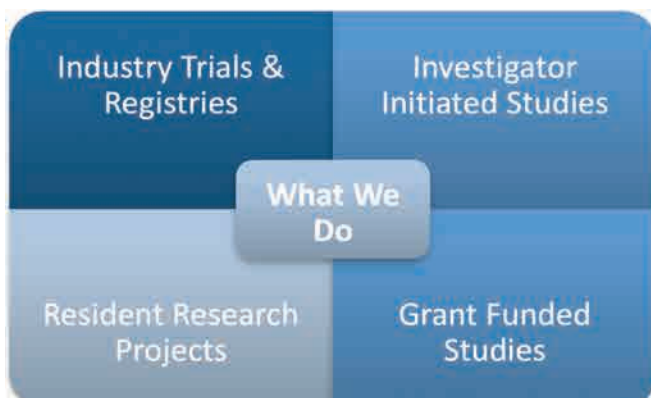 Industry Trials &
Registries
Investigator
Initiated Studies
What We
Do
Resident Research
Projects
Grant Funded
Studies